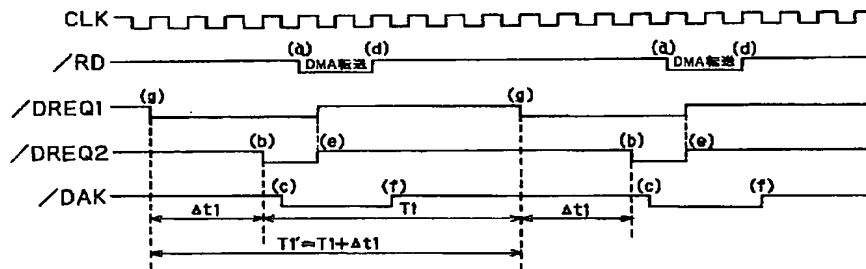 CLK
(a) (d) (a) (d)
/RD DMA転送 DMA転送
(g) (g)
/DREQ1
(b) (e) (b) (e)
/DREQ2
(c) (f) (c) (f)
/DAK
Δt1 T1 Δt1
T1'=T1+Δt1